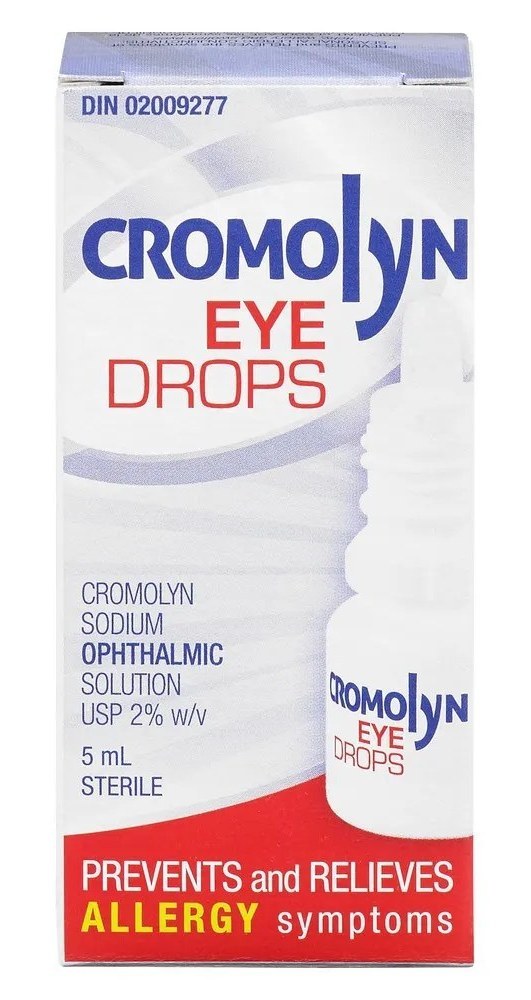 DIN 02009277
CROMOlyN
EYE
DROPS
CROMOLYN
SODIUM
OPHTHALMIC
SOLUTION
USP 2% w/v
5 mL
STERILE
CROMOlyN
EYE
DROPS
PREVENTS and RELIEVES
ALLERGY symptoms